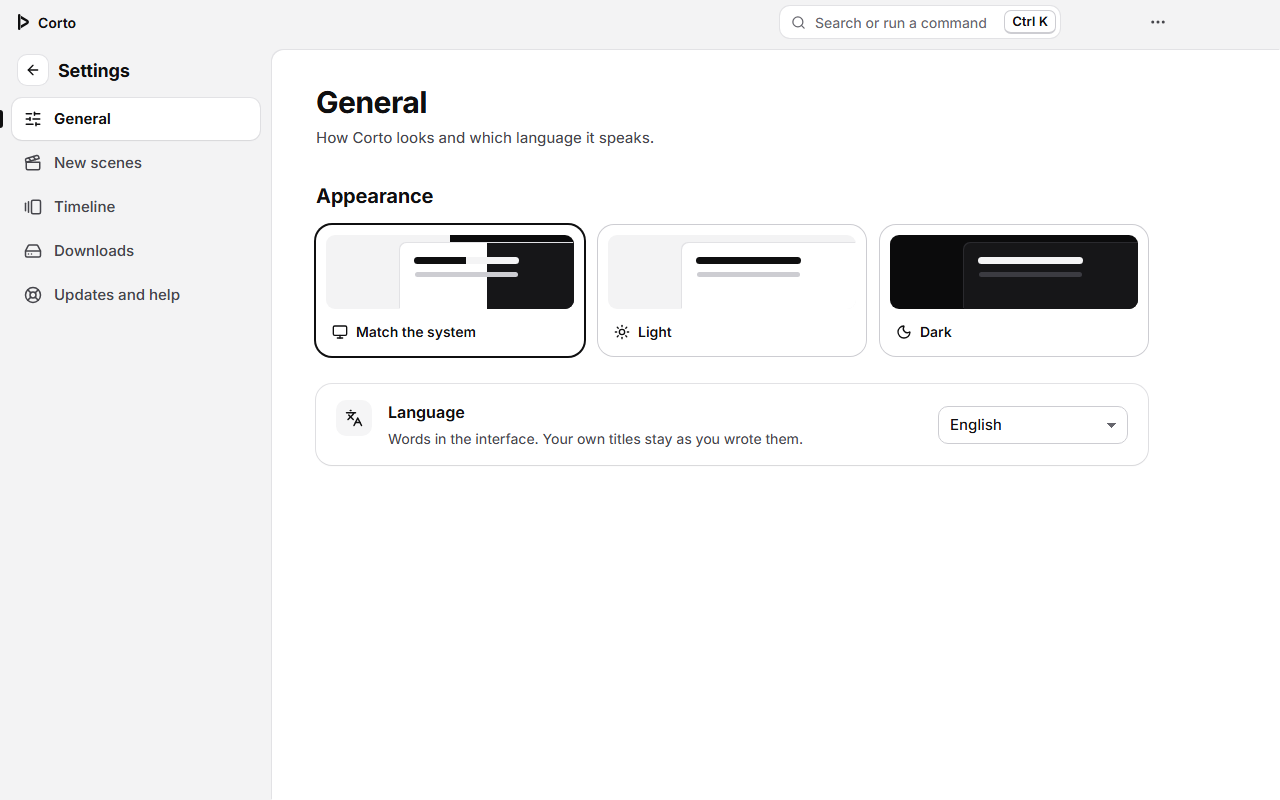 Corto
Search or run a command
Ctrl K
Settings
General
New scenes
Timeline
Downloads
Updates and help
General
How Corto looks and which language it speaks.
Appearance
Match the system
Light
Dark
Language
Words in the interface. Your own titles stay as you wrote them.
English